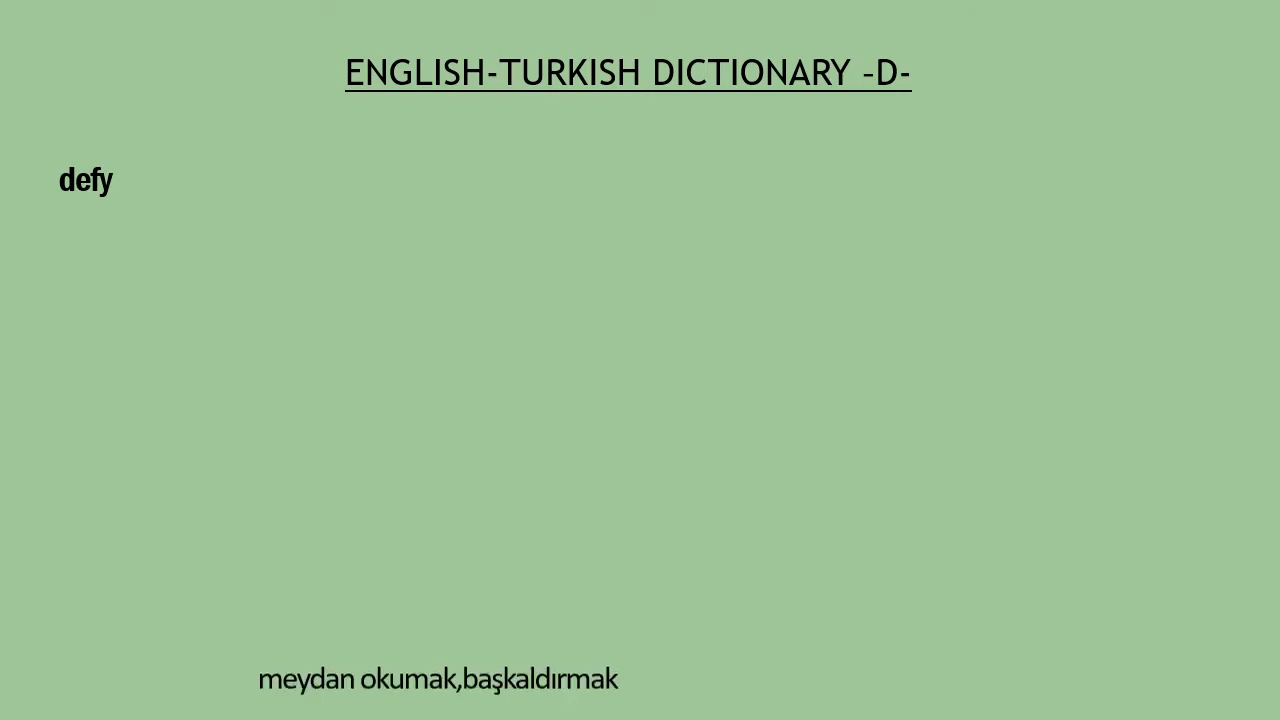 ENGLISH-TURKISH DICTIONARY –D-
defy
meydan okumak,başkaldırmak